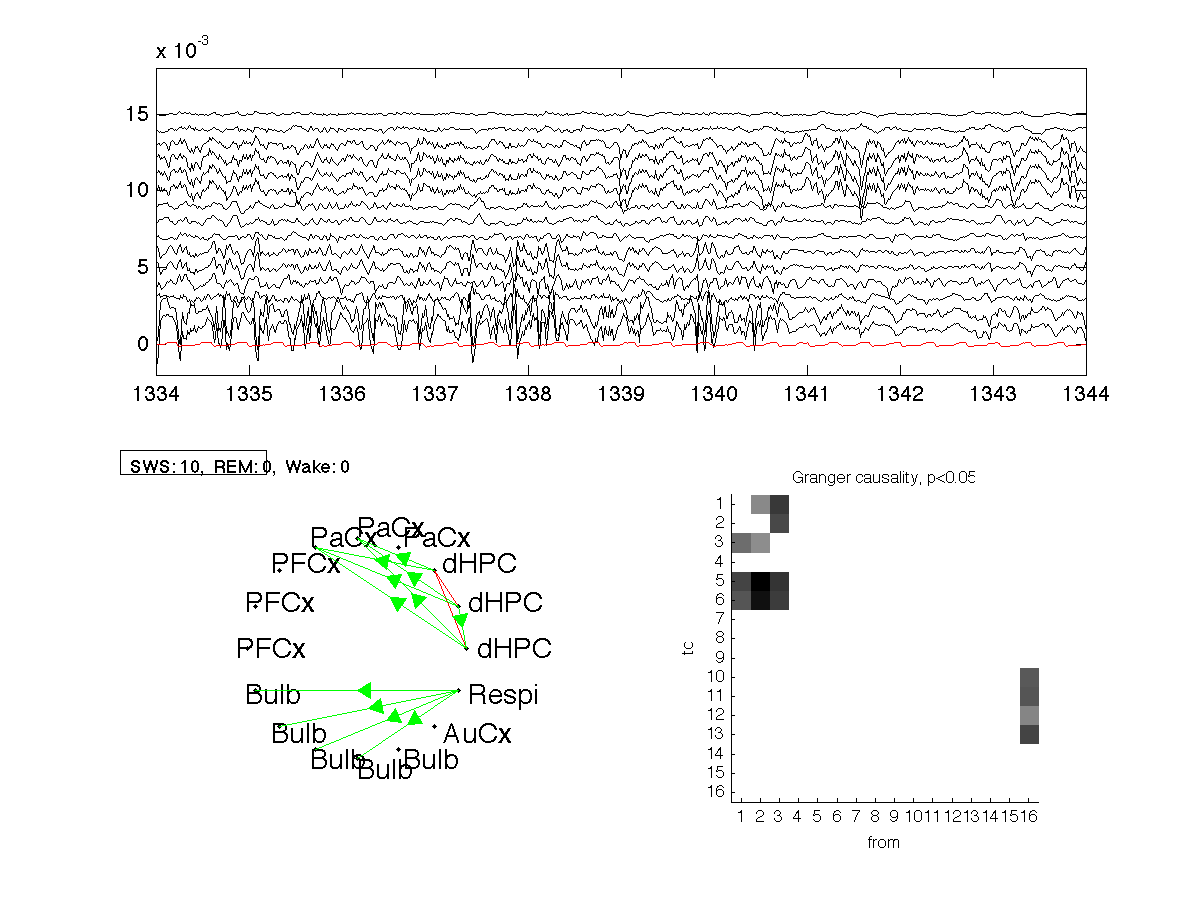 x 10-3
15
10
5
0
1334 1335 1336 1337 1338 1339 1340 1341 1342 1343 1344
SWS:10, REM:0, Wake:0
PaCx
PaCx PaCx
PFCx dHPC
PFCx dHPC
PFCx dHPC
Bulb Respi
Bulb AuCx
Bulb Bulb
Bulb
Granger causality, p<0.05
1
2
3
4
5
6
7
8
9
10
11
12
13
14
15
16
tc
1 2 3 4 5 6 7 8 9 10 11 12 13 14 15 16
from